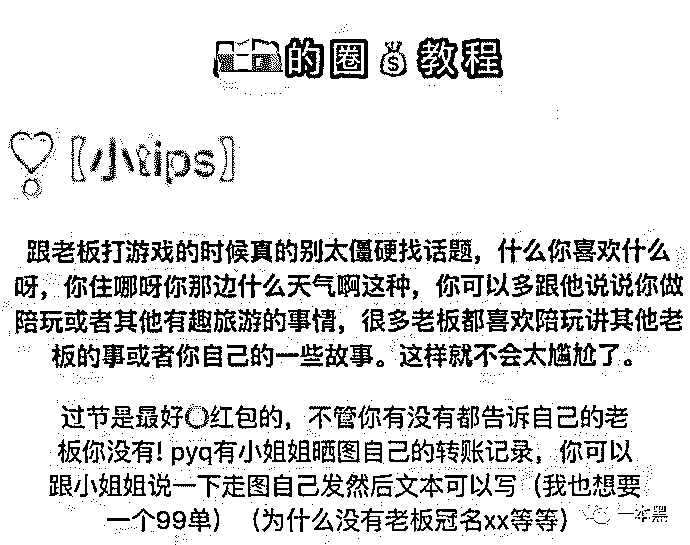 的圈💰教程
〖小tips〗
跟老板打游戏的时候真的别太僵硬找话题，什么你喜欢什么
呀，你住哪呀你那边什么天气啊这种，你可以多跟他说说你做
陪玩或者其他有趣旅游的事情，很多老板都喜欢陪玩讲其他老
板的事或者你自己的一些故事。这样就不会太尴尬了。
过节是最好〇红包的，不管你有没有都告诉自己的老
板你没有! pyq有小姐姐晒图自己的转账记录，你可以
跟小姐姐说一下走图自己发然后文本可以写（我也想要
一个99单）（为什么没有老板冠名xx等等）
一本黑